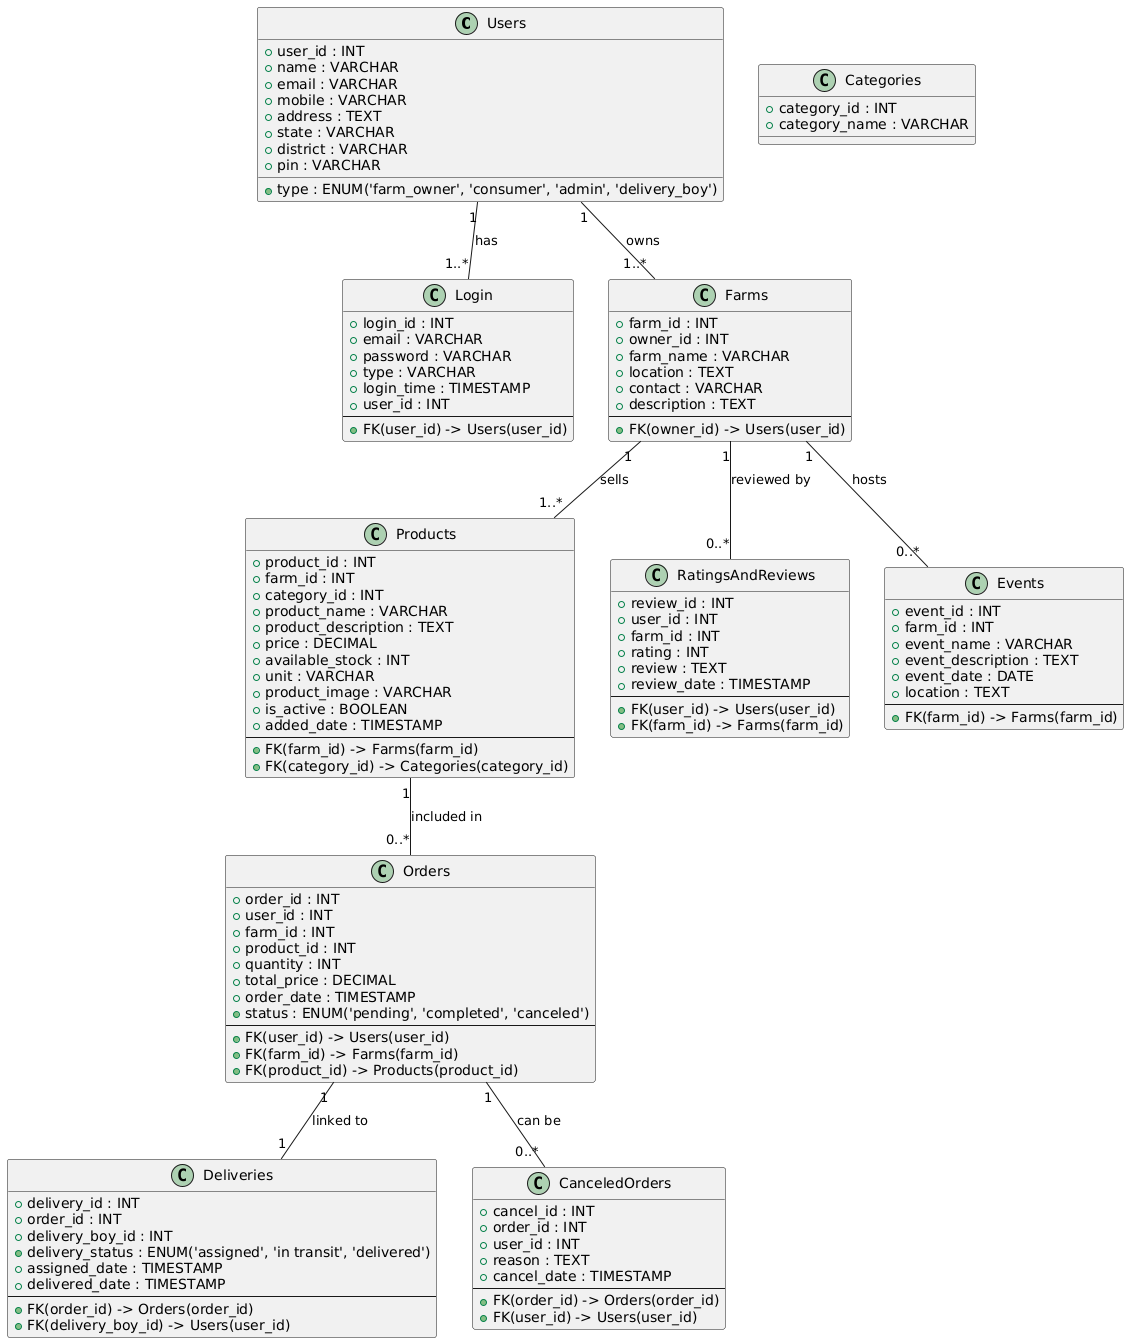 C Users
user_id : INT
name : VARCHAR
email : VARCHAR
mobile : VARCHAR
address : TEXT
state : VARCHAR
district : VARCHAR
pin : VARCHAR
type : ENUM('farm_owner', 'consumer', 'admin', 'delivery_boy')
C Categories
category_id : INT
category_name : VARCHAR
1
has
1..*
1
owns
1..*
C Login
login_id : INT
email : VARCHAR
password : VARCHAR
type : VARCHAR
login_time : TIMESTAMP
user_id : INT
FK(user_id) -> Users(user_id)
C Farms
farm_id : INT
owner_id : INT
farm_name : VARCHAR
location : TEXT
contact : VARCHAR
description : TEXT
FK(owner_id) -> Users(user_id)
1
sells
1..*
1
reviewed by
0..*
1
hosts
0..*
C Products
product_id : INT
farm_id : INT
category_id : INT
product_name : VARCHAR
product_description : TEXT
price : DECIMAL
available_stock : INT
unit : VARCHAR
product_image : VARCHAR
is_active : BOOLEAN
added_date : TIMESTAMP
FK(farm_id) -> Farms(farm_id)
FK(category_id) -> Categories(category_id)
C RatingsAndReviews
review_id : INT
user_id : INT
farm_id : INT
rating : INT
review : TEXT
review_date : TIMESTAMP
FK(user_id) -> Users(user_id)
FK(farm_id) -> Farms(farm_id)
C Events
event_id : INT
farm_id : INT
event_name : VARCHAR
event_description : TEXT
event_date : DATE
location : TEXT
FK(farm_id) -> Farms(farm_id)
1
included in
0..*
C Orders
order_id : INT
user_id : INT
farm_id : INT
product_id : INT
quantity : INT
total_price : DECIMAL
order_date : TIMESTAMP
status : ENUM('pending', 'completed', 'canceled')
FK(user_id) -> Users(user_id)
FK(farm_id) -> Farms(farm_id)
FK(product_id) -> Products(product_id)
1
linked to
1
1
can be
0..*
C Deliveries
delivery_id : INT
order_id : INT
delivery_boy_id : INT
delivery_status : ENUM('assigned', 'in transit', 'delivered')
assigned_date : TIMESTAMP
delivered_date : TIMESTAMP
FK(order_id) -> Orders(order_id)
FK(delivery_boy_id) -> Users(user_id)
C CanceledOrders
cancel_id : INT
order_id : INT
user_id : INT
reason : TEXT
cancel_date : TIMESTAMP
FK(order_id) -> Orders(order_id)
FK(user_id) -> Users(user_id)